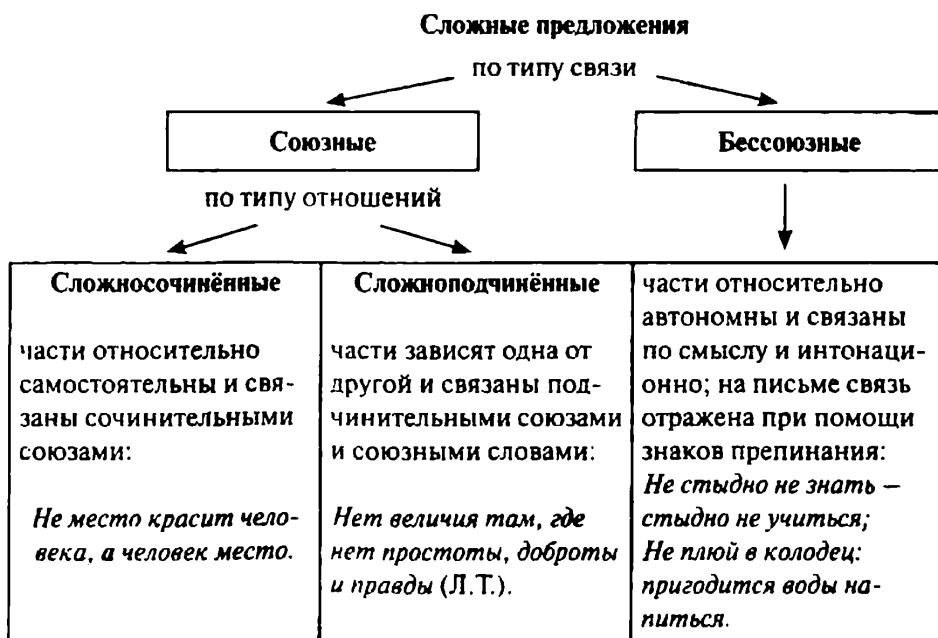 Сложные предложения
по типу связи
Союзные
Бессоюзные
по типу отношений
Сложносочинённые
части относительно
самостоятельны и свя-
заны сочинительными
союзами:
Не место красит чело-
века, а человек место.
Сложноподчинённые
части зависят одна от
другой и связаны под-
чинительными союзами
и союзными словами:
Нет величия там, где
нет простоты, доброты
и правды (Л.Т.).
части относительно
автономны и связаны
по смыслу и интонаци-
онно; на письме связь
отражена при помощи
знаков препинания:
Не стыдно не знать –
стыдно не учиться;
Не плюй в колодец:
пригодится воды на-
питься.